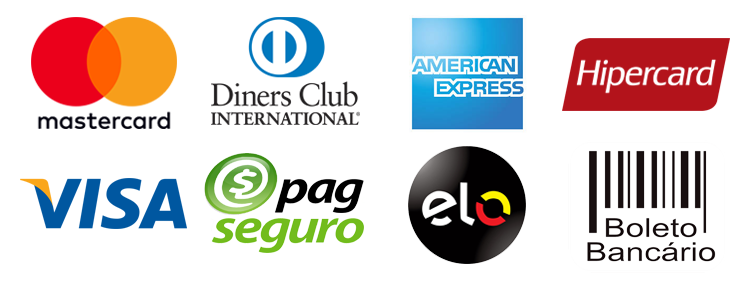 mastercard
Diners Club
INTERNATIONAL®
AMERICAN
EXPRESS
Hipercard
VISA
pag
seguro
elo
Boleto
Bancário